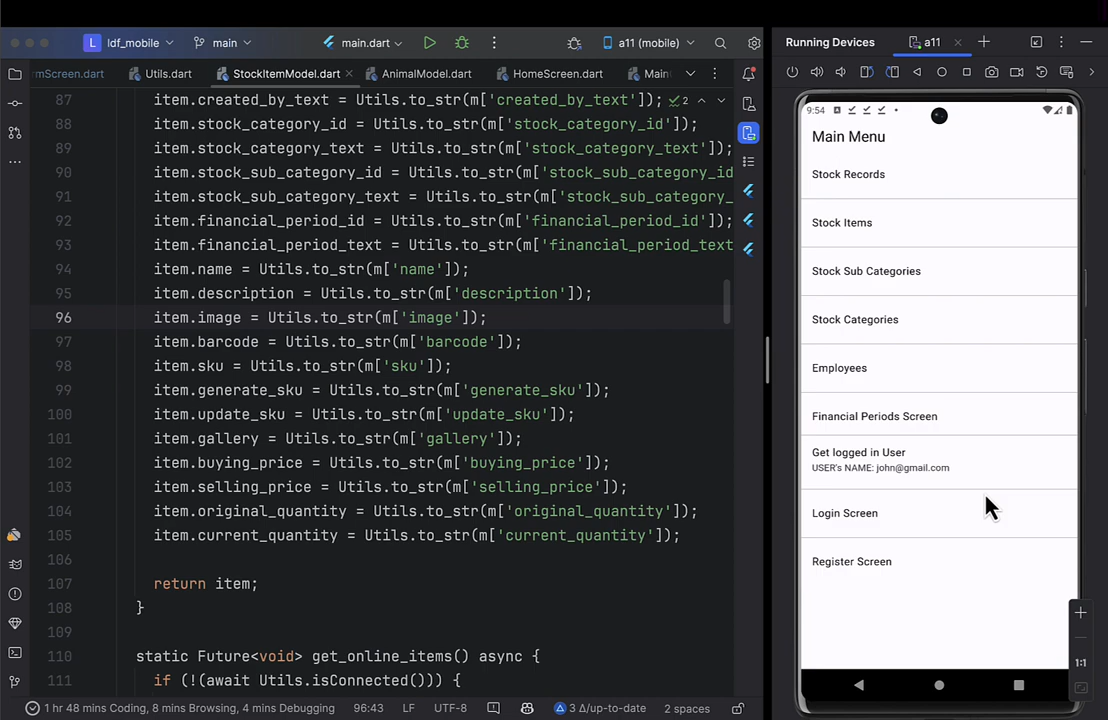 L ldf_mobile main main.dart a11 (mobile)
rmScreen.dart Utils.dart StockItemModel.dart AnimalModel.dart HomeScreen.dart Main
87 item.created_by_text = Utils.to_str(m['created_by_text']); 2
88 item.stock_category_id = Utils.to_str(m['stock_category_id']);
89 item.stock_category_text = Utils.to_str(m['stock_category_text']);
90 item.stock_sub_category_id = Utils.to_str(m['stock_sub_category_id
91 item.stock_sub_category_text = Utils.to_str(m['stock_sub_category_
92 item.financial_period_id = Utils.to_str(m['financial_period_id']);
93 item.financial_period_text = Utils.to_str(m['financial_period_text
94 item.name = Utils.to_str(m['name']);
95 item.description = Utils.to_str(m['description']);
96 item.image = Utils.to_str(m['image']);
97 item.barcode = Utils.to_str(m['barcode']);
98 item.sku = Utils.to_str(m['sku']);
99 item.generate_sku = Utils.to_str(m['generate_sku']);
100 item.update_sku = Utils.to_str(m['update_sku']);
101 item.gallery = Utils.to_str(m['gallery']);
102 item.buying_price = Utils.to_str(m['buying_price']);
103 item.selling_price = Utils.to_str(m['selling_price']);
104 item.original_quantity = Utils.to_str(m['original_quantity']);
105 item.current_quantity = Utils.to_str(m['current_quantity']);
106
107 return item;
108 }
109
110 static Future<void> get_online_items() async {
111 if (!(await Utils.isConnected())) {
1 hr 48 mins Coding, 8 mins Browsing, 4 mins Debugging 96:43 LF UTF-8 3 Δ/up-to-date 2 spaces
Running Devices a11
9:54
Main Menu
Stock Records
Stock Items
Stock Sub Categories
Stock Categories
Employees
Financial Periods Screen
Get logged in User
USER's NAME: john@gmail.com
Login Screen
Register Screen
1:1